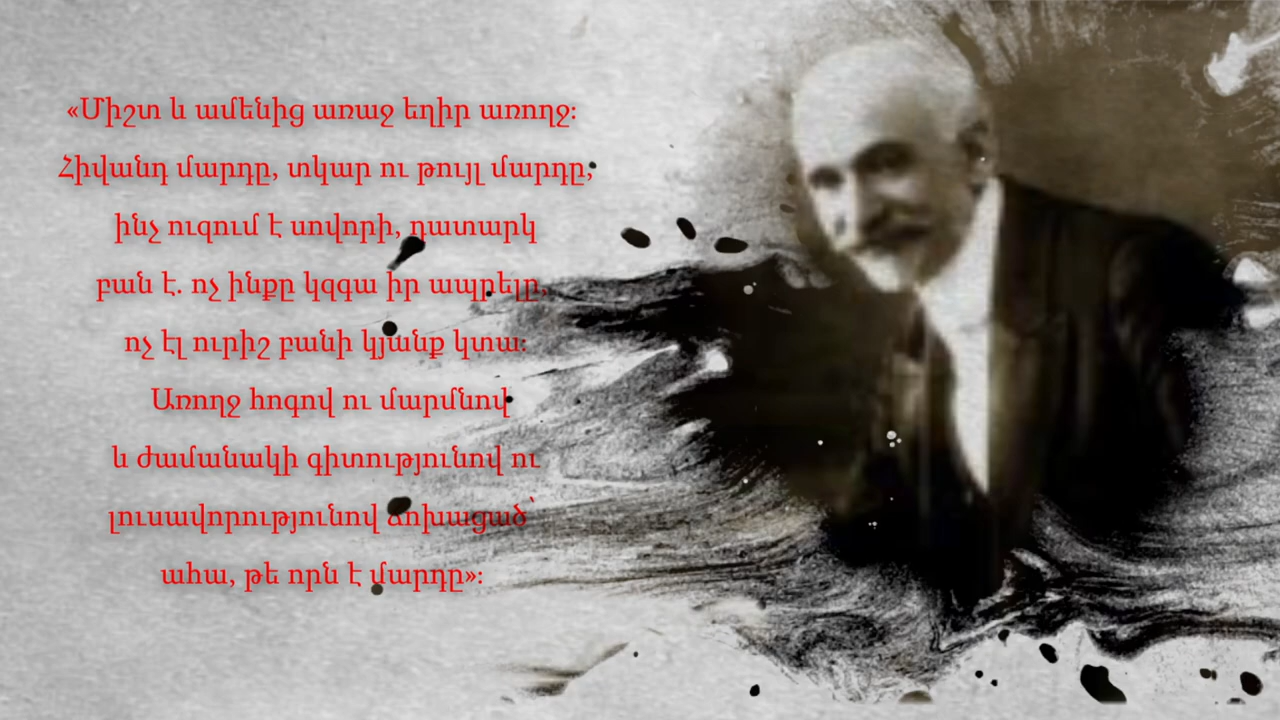 «Միշտ և ամենից առաջ եղիր առողջ։
Հիվանդ մարդը, տկար ու թույլ մարդը,
ինչ ուզում է սովորի, դատարկ
բան է. ոչ ինքը կզգա իր ապրելը,
ոչ էլ ուրիշ բանի կյանք կտա։
Առողջ հոգով ու մարմնով
և ժամանակի գիտությունով ու
լուսավորությունով ճոխացած՝
ահա, թե որն է մարդը»։